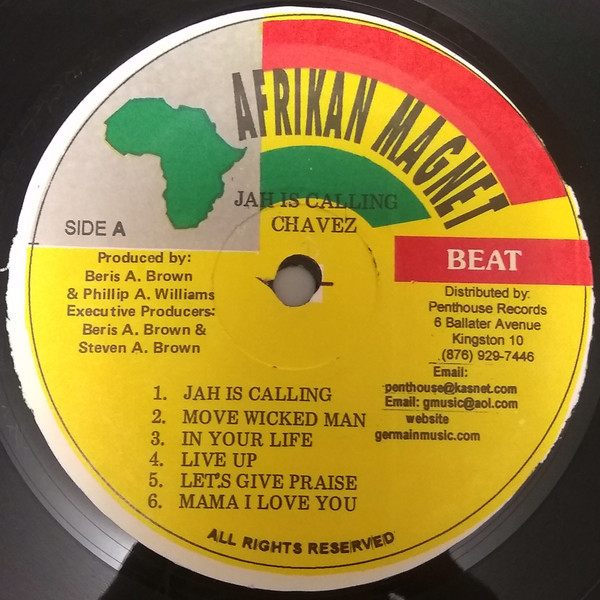 AFRIKAN MAGNET
JAH IS CALLING
CHAVEZ
SIDE A
BEAT
Produced by:
Beris A. Brown
& Phillip A. Williams
Executive Producers:
Beris A. Brown &
Steven A. Brown
Distributed by:
Penthouse Records
6 Ballater Avenue
Kingston 10
(876) 929-7446
Email:
penthouse@kasnet.com
Email: gmusic@aol.com
website
germainmusic.com
1. JAH IS CALLING
2. MOVE WICKED MAN
3. IN YOUR LIFE
4. LIVE UP
5. LET'S GIVE PRAISE
6. MAMA I LOVE YOU
ALL RIGHTS RESERVED